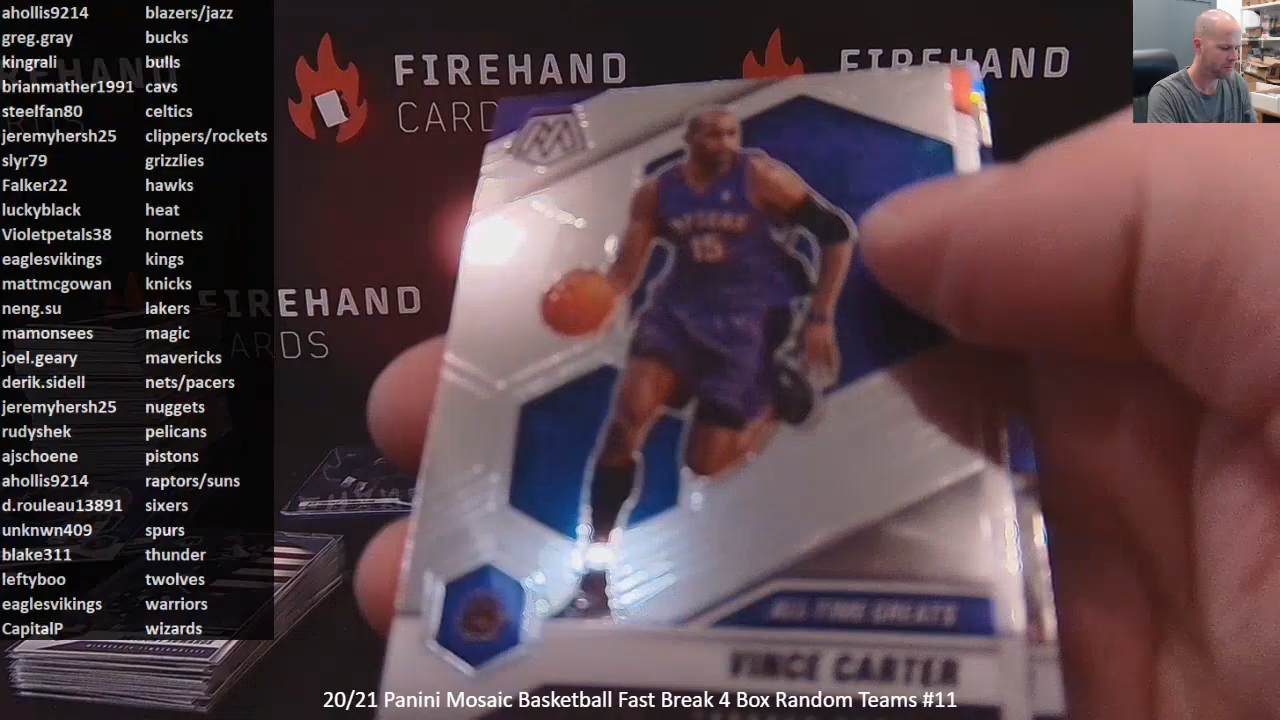 ahollis9214 blazers/jazz
greg.gray bucks
kingrali bulls
brianmather1991 cavs
steelfan80 celtics
jeremyhersh25 clippers/rockets
slyr79 grizzlies
Falker22 hawks
luckyblack heat
Violetpetals38 hornets
eaglesvikings kings
mattmcgowan knicks
neng.su lakers
mamonsees magic
joel.geary mavericks
derik.sidell nets/pacers
jeremyhersh25 nuggets
rudyshek pelicans
ajschoene pistons
ahollis9214 raptors/suns
d.rouleau13891 sixers
unknwn409 spurs
blake311 thunder
leftyboo twolves
eaglesvikings warriors
CapitalP wizards
FIREHAND
CARD
FIREHAND
FIREHAND
CARDS
15
ALL-TIME GREATS
VINCE CARTER
20/21 Panini Mosaic Basketball Fast Break 4 Box Random Teams #11